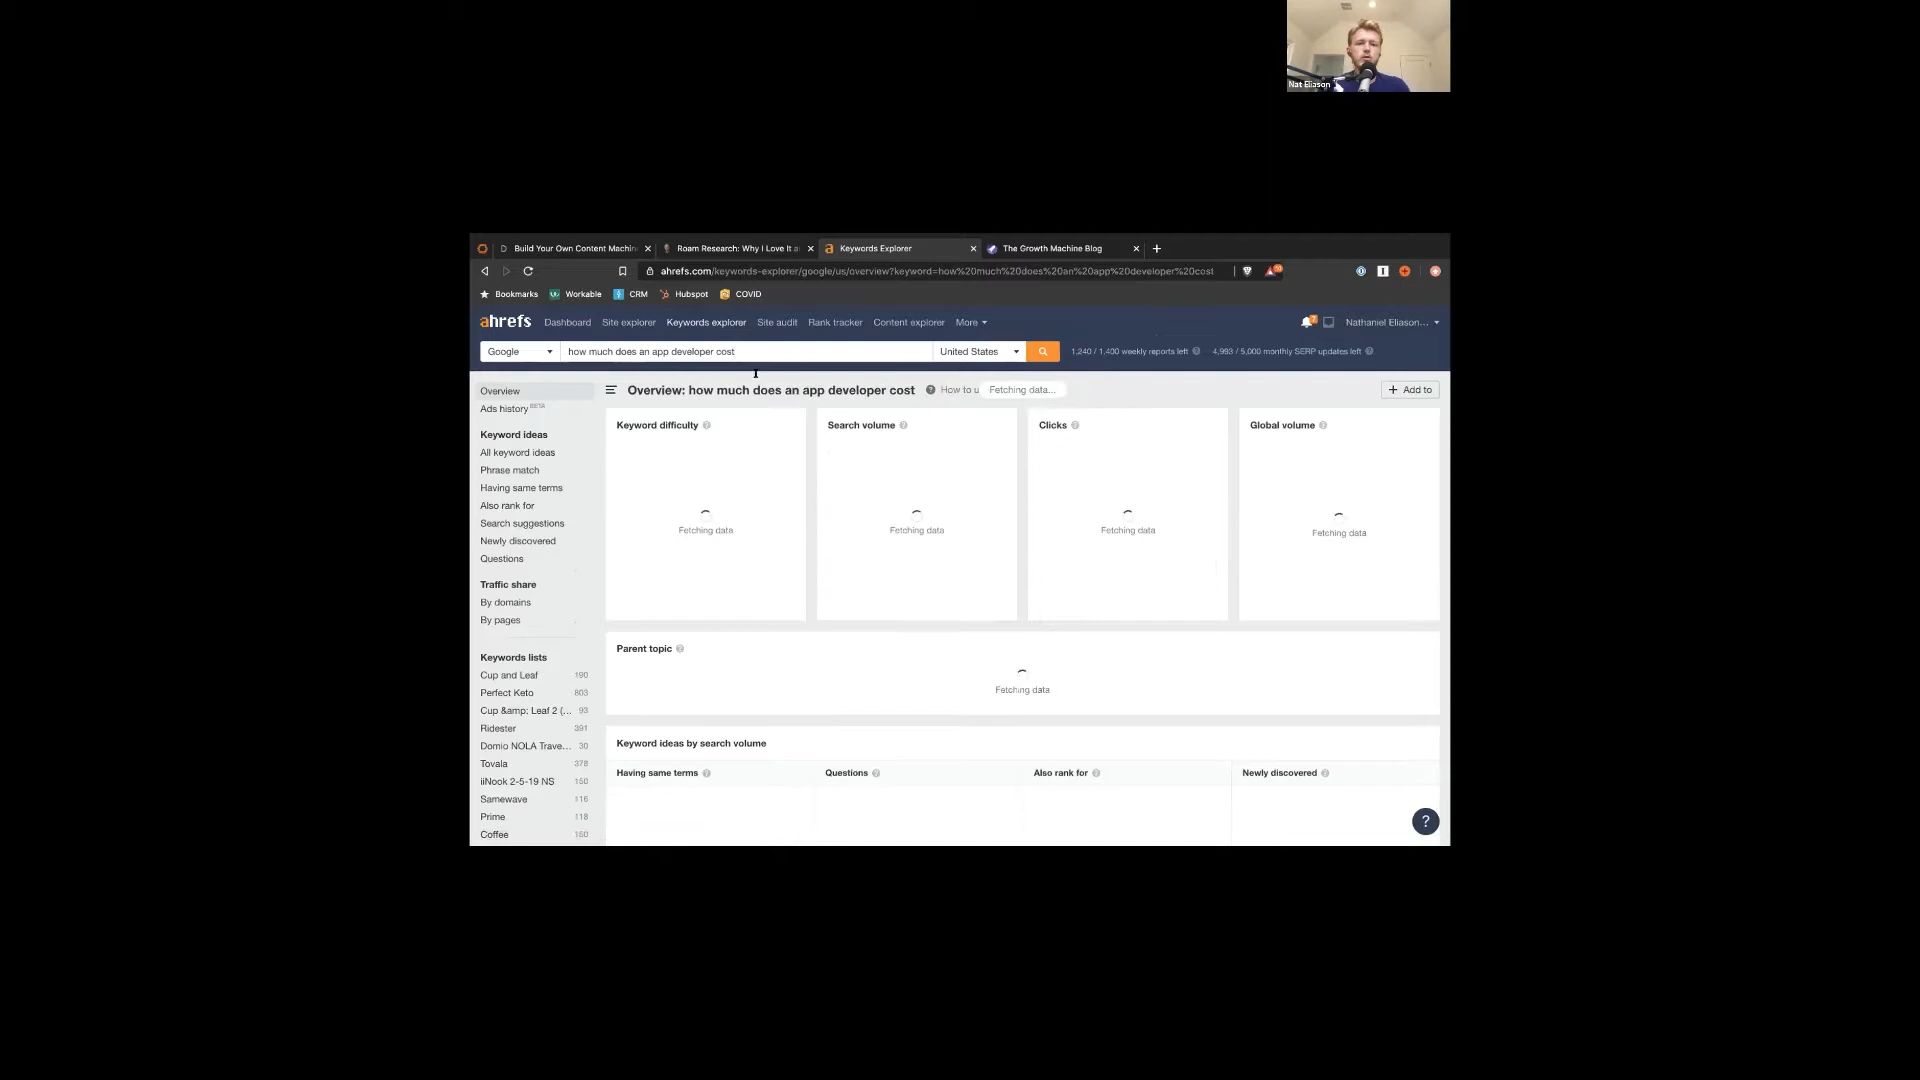 Nat Eliason
Build Your Own Content Machin
Roam Research: Why I Love It a
Keywords Explorer
The Growth Machine Blog
ahrefs.com/keywords-explorer/google/us/overview?keyword=how%20much%20does%20an%20app%20developer%20cost
Bookmarks
Workable
CRM
Hubspot
COVID
ahrefs
Dashboard
Site explorer
Keywords explorer
Site audit
Rank tracker
Content explorer
More
Nathaniel Eliason...
Google
how much does an app developer cost
United States
1,240 / 1,400 weekly reports left
4,993 / 5,000 monthly SERP updates left
Overview
Ads history BETA
Keyword ideas
All keyword ideas
Phrase match
Having same terms
Also rank for
Search suggestions
Newly discovered
Questions
Traffic share
By domains
By pages
Keywords lists
Cup and Leaf 190
Perfect Keto 803
Cup &amp; Leaf 2 (... 93
Ridester 391
Domio NOLA Trave... 30
Tovala 378
iiNook 2-5-19 NS 150
Samewave 116
Prime 118
Coffee 150
Overview: how much does an app developer cost
How to u
Fetching data...
+ Add to
Keyword difficulty
Fetching data
Search volume
Fetching data
Clicks
Fetching data
Global volume
Fetching data
Parent topic
Fetching data
Keyword ideas by search volume
Having same terms
Questions
Also rank for
Newly discovered
?